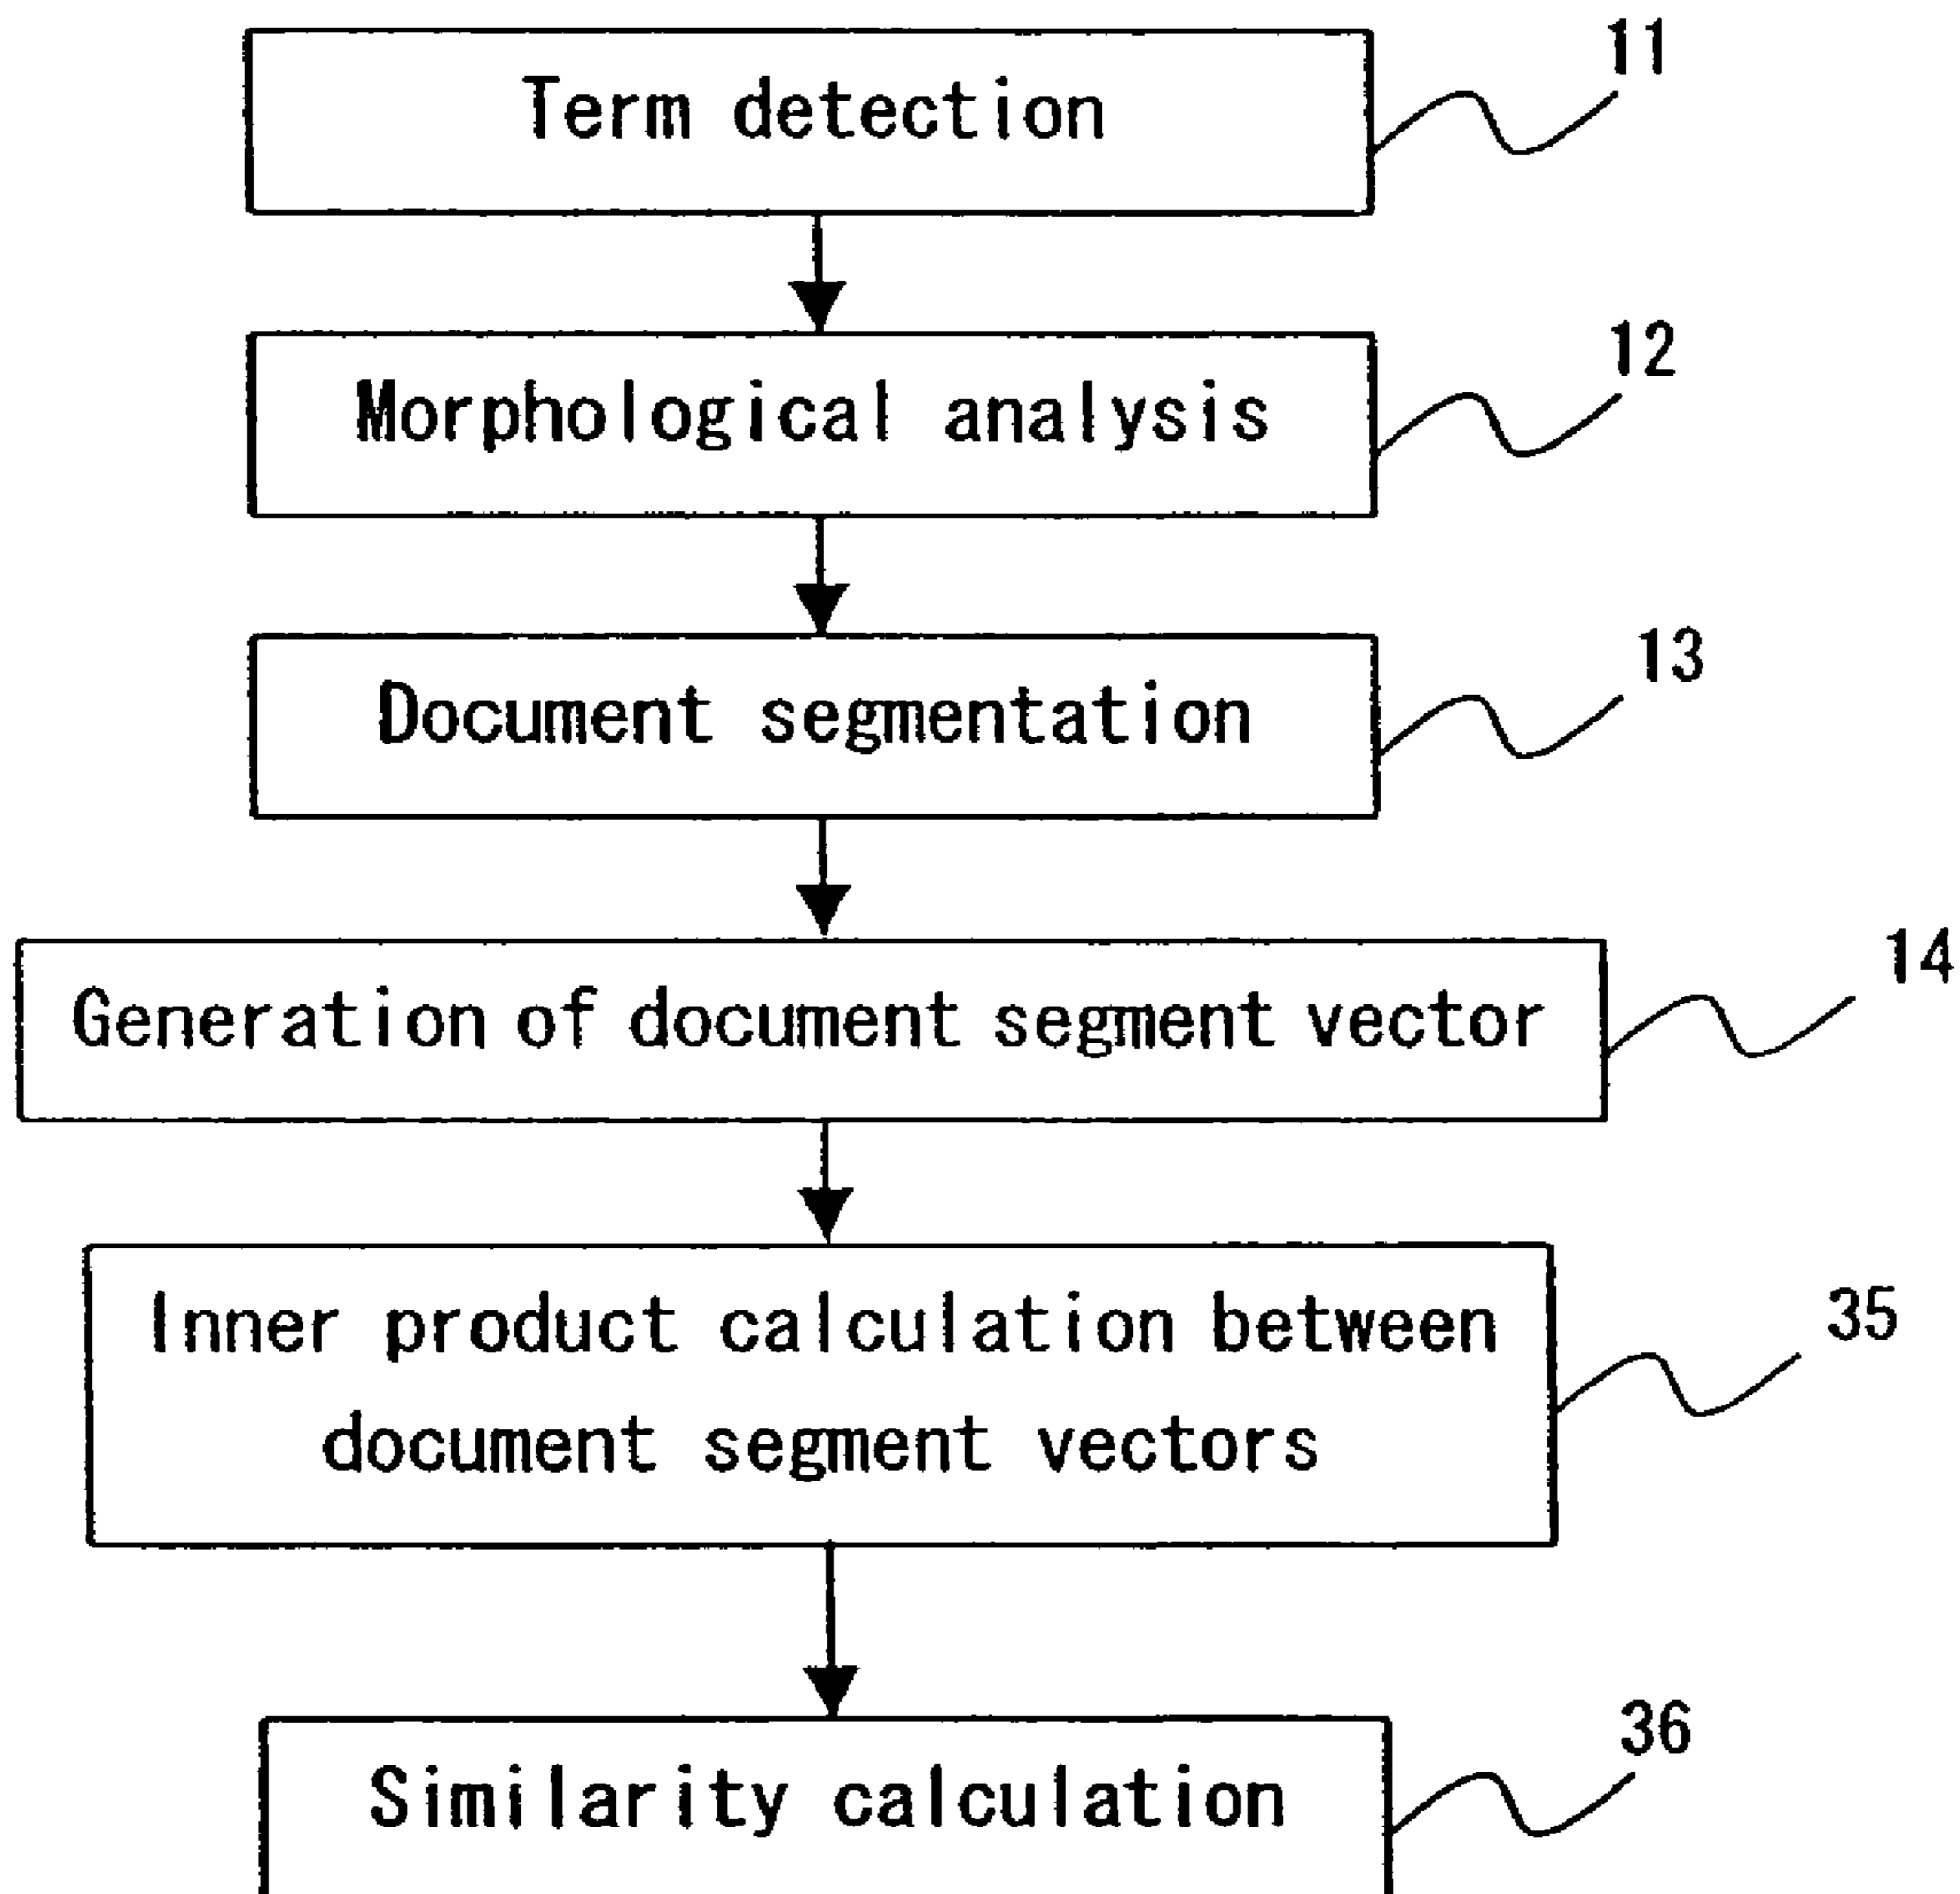 Term detection
11
Morphological analysis
12
Document segmentation
13
Generation of document segment vector
14
Inner product calculation between
document segment vectors
35
Similarity calculation
36